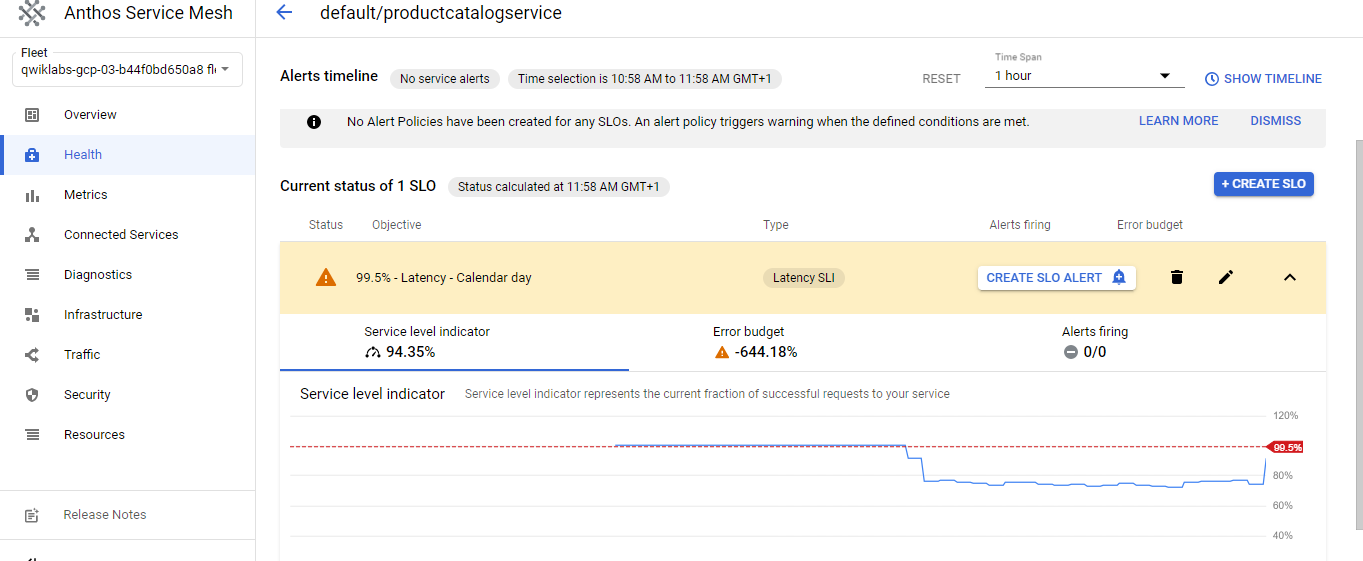 Anthos Service Mesh
default/productcatalogservice
Fleet
qwiklabs-gcp-03-b44f0bd650a8 fl
Overview
Health
Metrics
Connected Services
Diagnostics
Infrastructure
Traffic
Security
Resources
Release Notes
Alerts timeline
No service alerts
Time selection is 10:58 AM to 11:58 AM GMT+1
RESET
Time Span
1 hour
SHOW TIMELINE
No Alert Policies have been created for any SLOs. An alert policy triggers warning when the defined conditions are met.
LEARN MORE
DISMISS
Current status of 1 SLO
Status calculated at 11:58 AM GMT+1
+ CREATE SLO
Status Objective Type Alerts firing Error budget
99.5% - Latency - Calendar day
Latency SLI
CREATE SLO ALERT
Service level indicator
94.35%
Error budget
-644.18%
Alerts firing
0/0
Service level indicator
Service level indicator represents the current fraction of successful requests to your service
120%
99.5%
80%
60%
40%